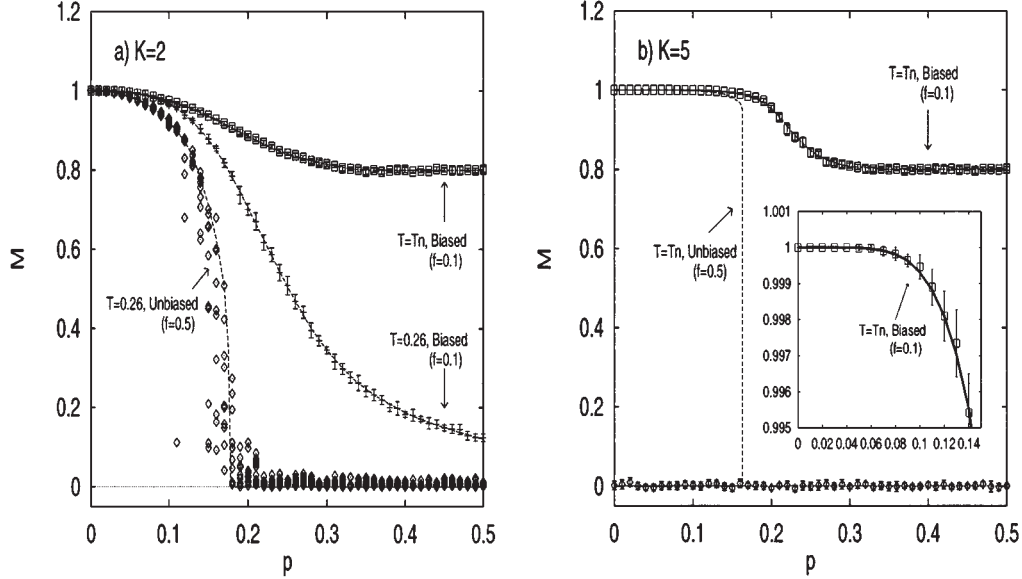 1.2
1
0.8
0.6
0.4
0.2
0
M
a) K=2
T=Tn, Biased
(f=0.1)
T=0.26, Unbiased
(f=0.5)
T=0.26, Biased
(f=0.1)
0
0.1
0.2
0.3
0.4
0.5
p
1.2
1
0.8
0.6
0.4
0.2
0
M
b) K=5
T=Tn, Biased
(f=0.1)
T=Tn, Unbiased
(f=0.5)
1.001
1
0.999
0.998
0.997
0.996
0.995
T=Tn, Biased
(f=0.1)
0 0.02 0.04 0.06 0.08 0.1 0.12 0.14
0
0.1
0.2
0.3
0.4
0.5
p